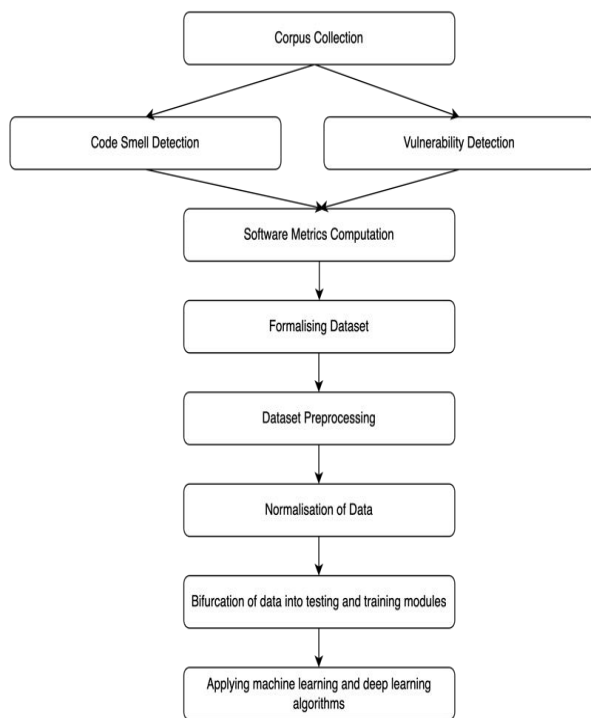 Corpus Collection
Code Smell Detection
Vulnerability Detection
Software Metrics Computation
Formalising Dataset
Dataset Preprocessing
Normalisation of Data
Bifurcation of data into testing and training modules
Applying machine learning and deep learning
algorithms